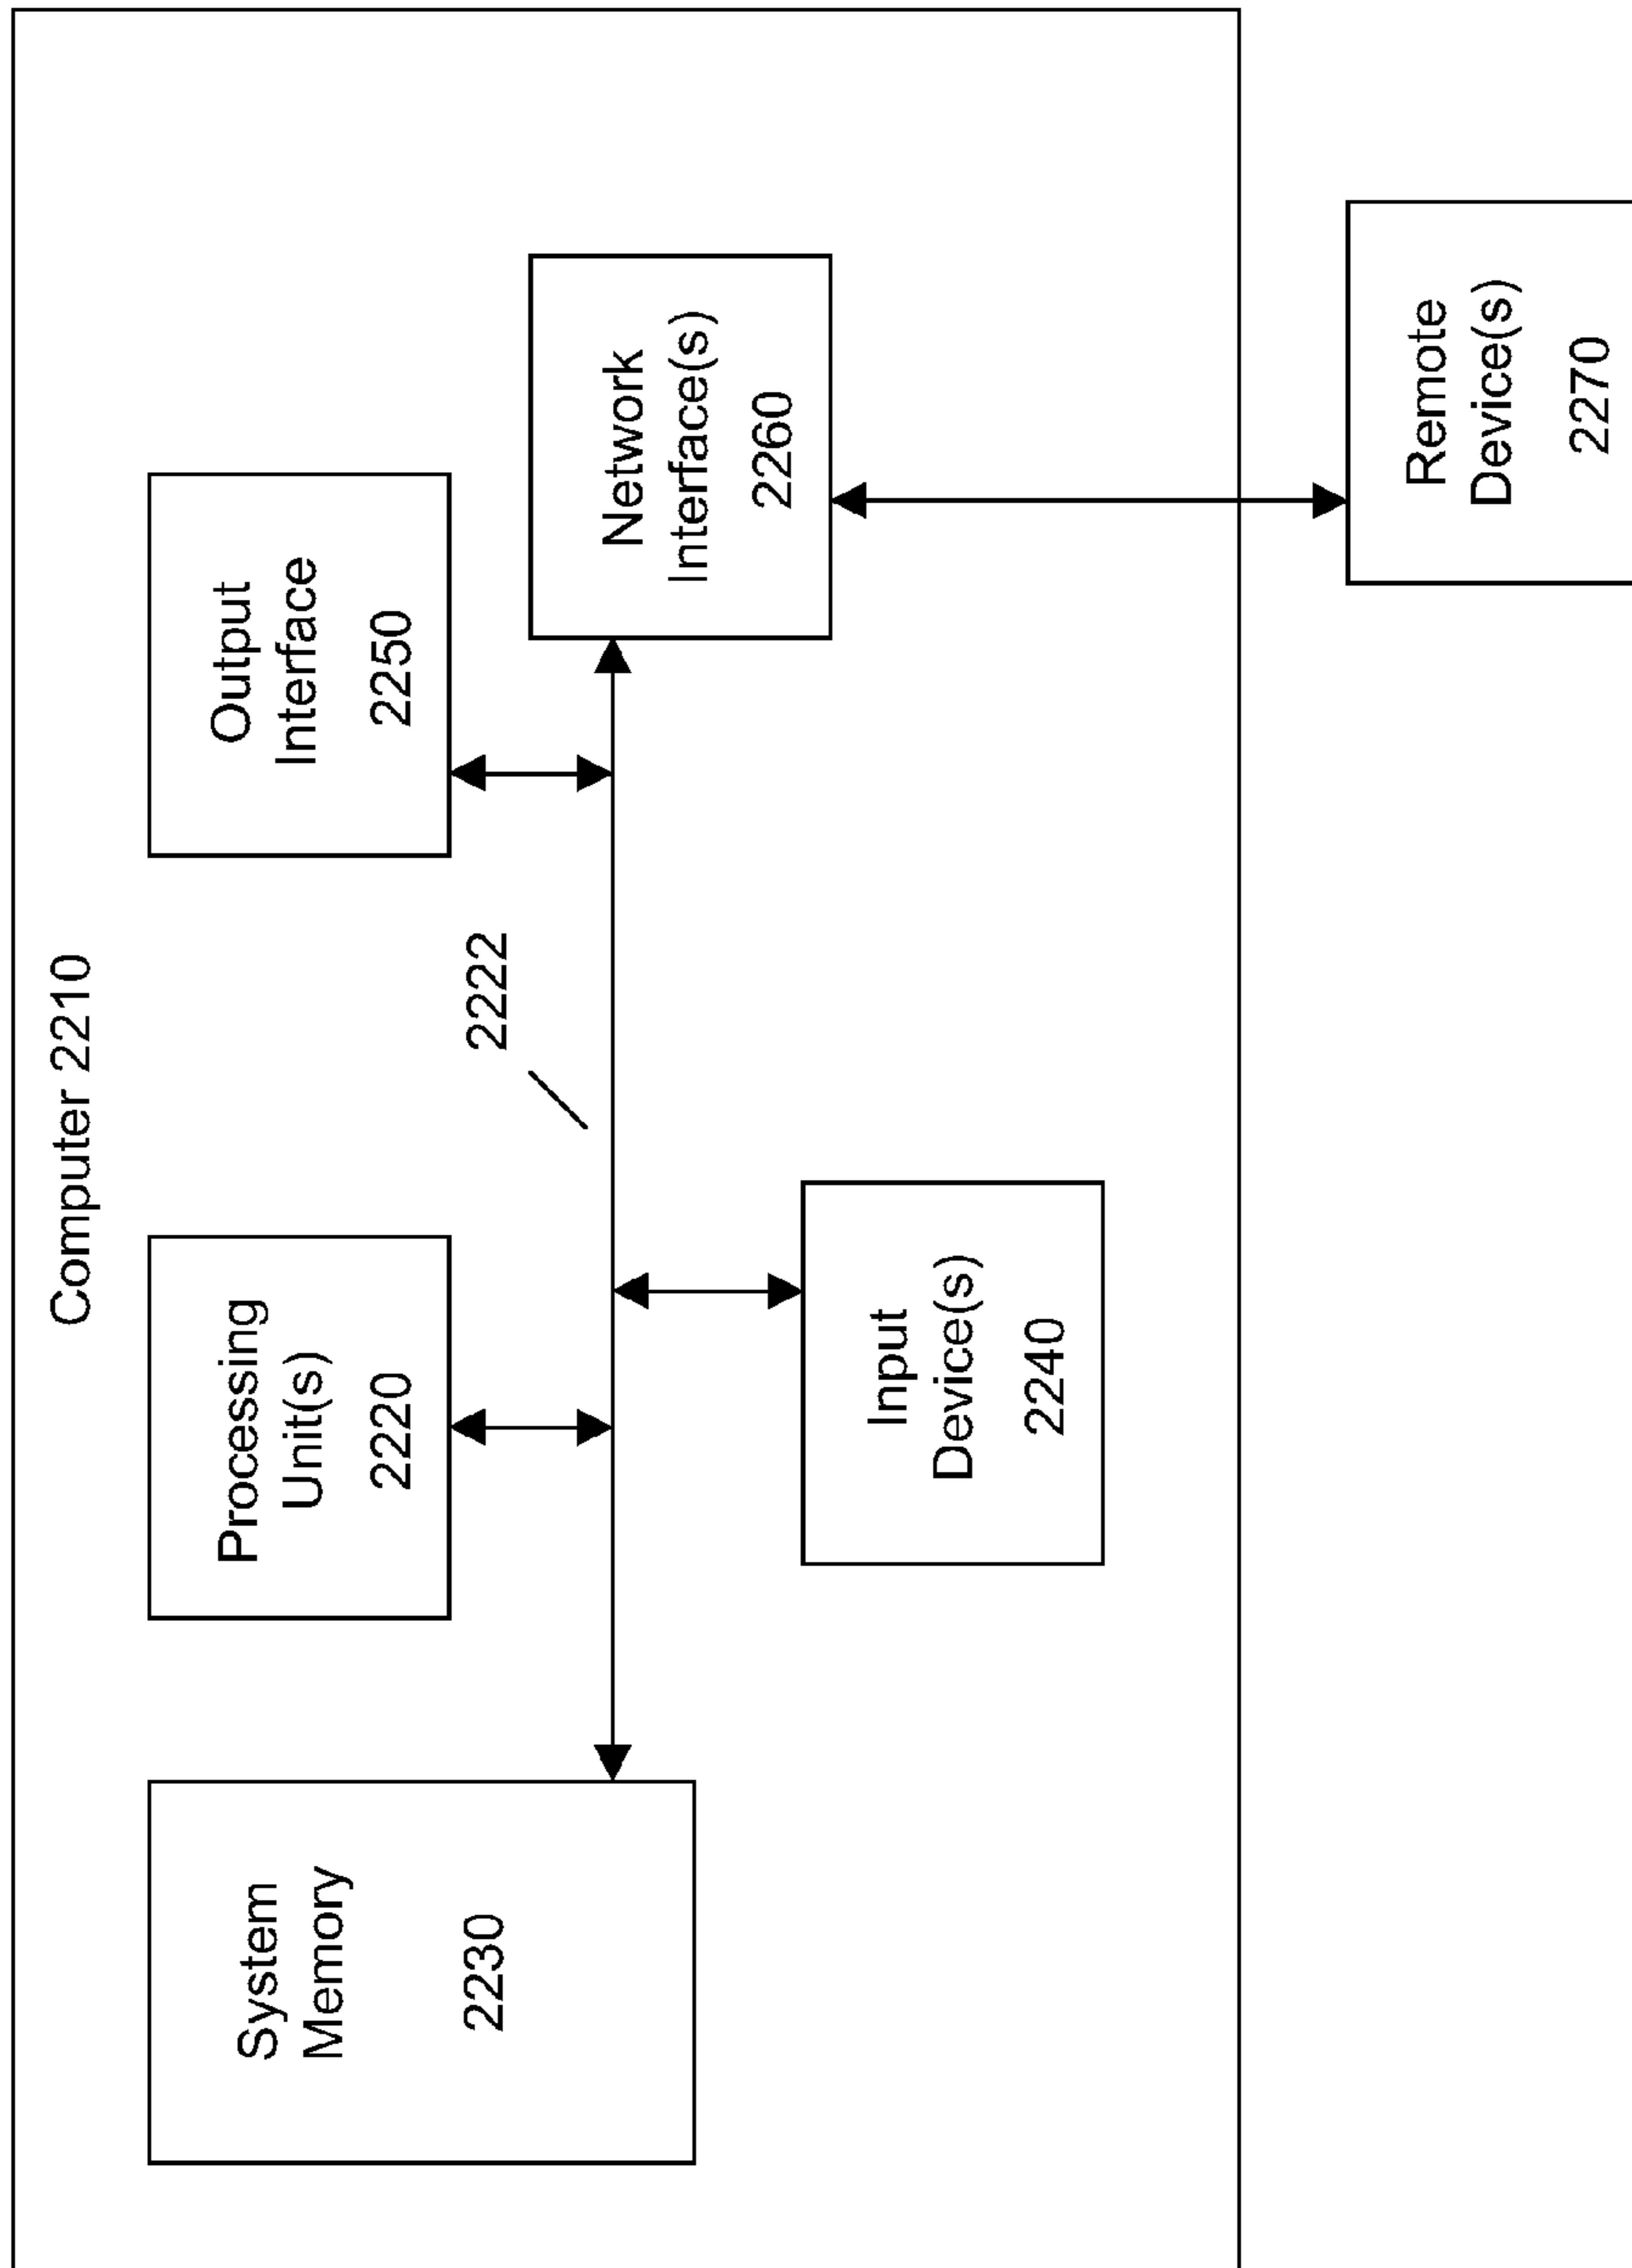 Computer 2210
System
Memory
2230
Processing
Unit(s)
2220
Output
Interface
2250
2222
Network
Interface(s)
2260
Input
Device(s)
2240
Remote
Device(s)
2270